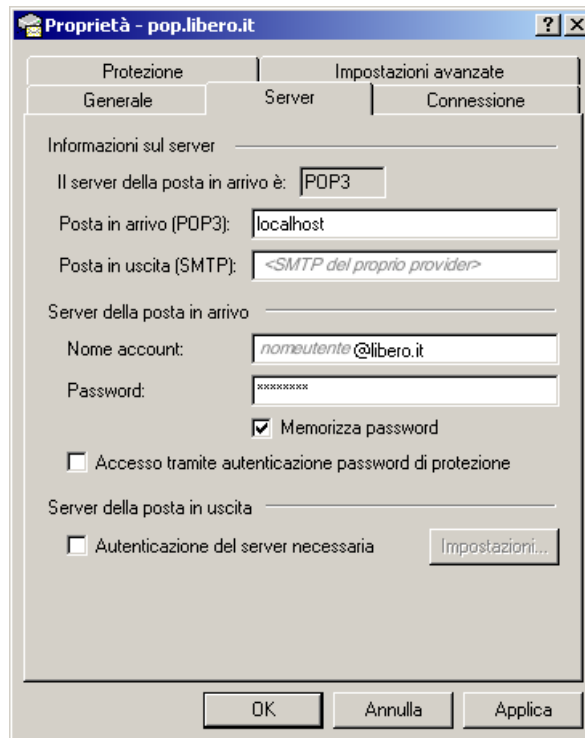 Proprietà - pop.libero.it
Protezione Impostazioni avanzate
Generale Server Connessione
Informazioni sul server
Il server della posta in arrivo è: POP3
Posta in arrivo (POP3): localhost
Posta in uscita (SMTP): <SMTP del proprio provider>
Server della posta in arrivo
Nome account: nomeutente@libero.it
Password: ********
Memorizza password
Accesso tramite autenticazione password di protezione
Server della posta in uscita
Autenticazione del server necessaria Impostazioni...
OK Annulla Applica